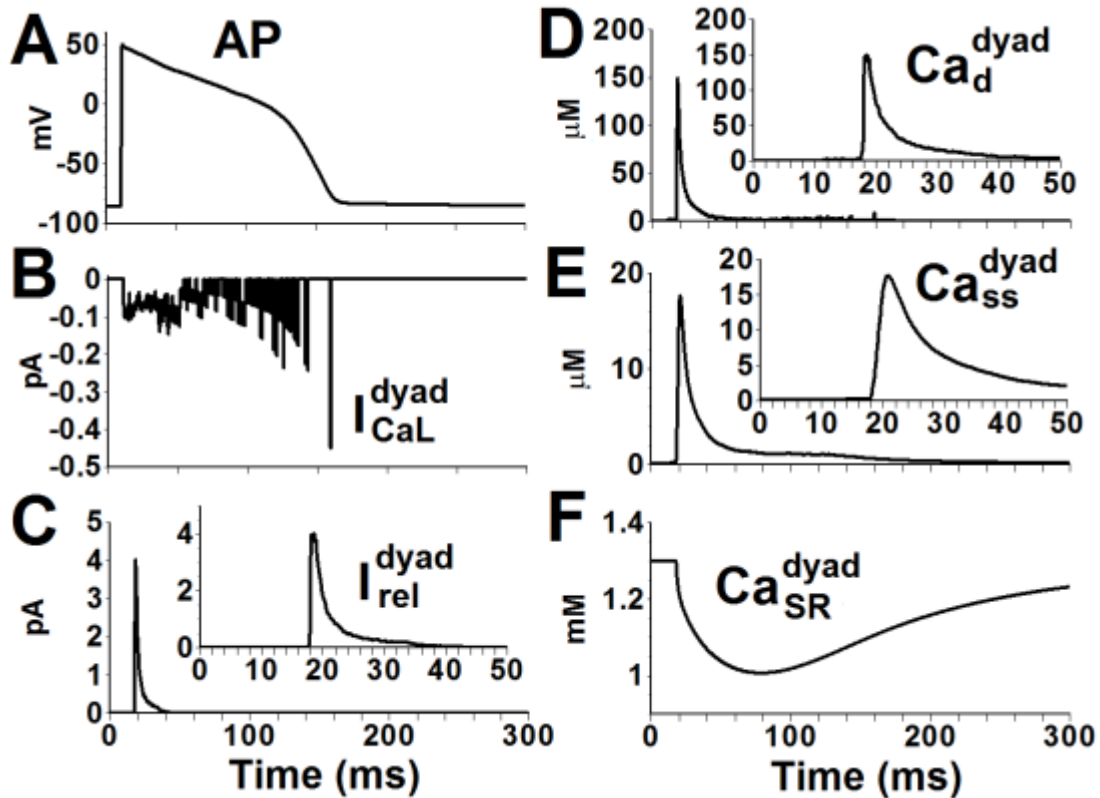 A
AP
50
0
-50
-100
mV
B
0
-0.1
-0.2
-0.3
-0.4
-0.5
pA
I dyad CaL
C
5
4
3
2
1
0
pA
4
2
0
0 10 20 30 40 50
I dyad rel
0 100 200 300
Time (ms)
D
200
150
100
50
0
μM
200
150
100
50
0
0 10 20 30 40 50
Ca dyad d
E
20
10
0
μM
20
15
10
5
0
0 10 20 30 40 50
Ca dyad ss
F
1.4
1.2
1
mM
Ca dyad SR
0 100 200 300
Time (ms)